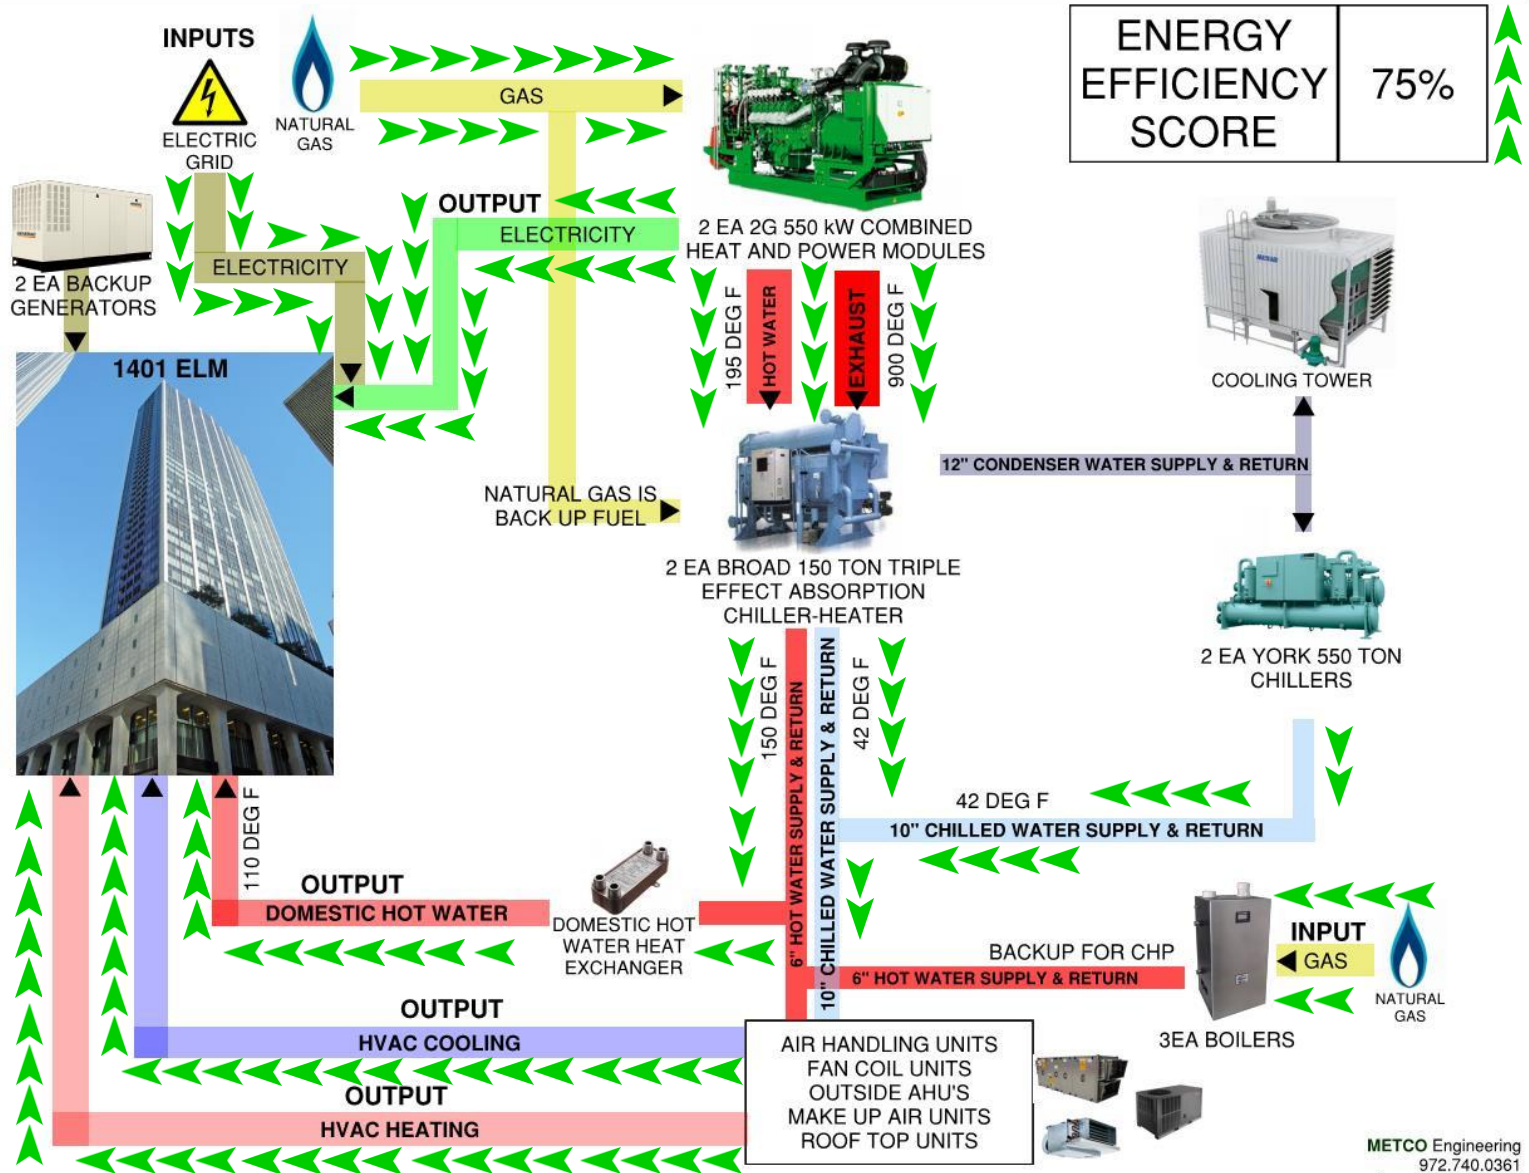 INPUTS
ELECTRIC
GRID
NATURAL
GAS
GAS
ENERGY
EFFICIENCY
SCORE
75%
2 EA BACKUP
GENERATORS
ELECTRICITY
OUTPUT
ELECTRICITY
2 EA 2G 550 kW COMBINED
HEAT AND POWER MODULES
195 DEG F
HOT WATER
EXHAUST
900 DEG F
COOLING TOWER
1401 ELM
12" CONDENSER WATER SUPPLY & RETURN
NATURAL GAS IS
BACK UP FUEL
2 EA BROAD 150 TON TRIPLE
EFFECT ABSORPTION
CHILLER-HEATER
2 EA YORK 550 TON
CHILLERS
150 DEG F
6" HOT WATER SUPPLY & RETURN
10" CHILLED WATER SUPPLY & RETURN
42 DEG F
42 DEG F
10" CHILLED WATER SUPPLY & RETURN
110 DEG F
OUTPUT
DOMESTIC HOT WATER
DOMESTIC HOT
WATER HEAT
EXCHANGER
BACKUP FOR CHP
6" HOT WATER SUPPLY & RETURN
INPUT
GAS
NATURAL
GAS
3EA BOILERS
OUTPUT
HVAC COOLING
OUTPUT
HVAC HEATING
AIR HANDLING UNITS
FAN COIL UNITS
OUTSIDE AHU'S
MAKE UP AIR UNITS
ROOF TOP UNITS
METCO Engineering
972.740.0361